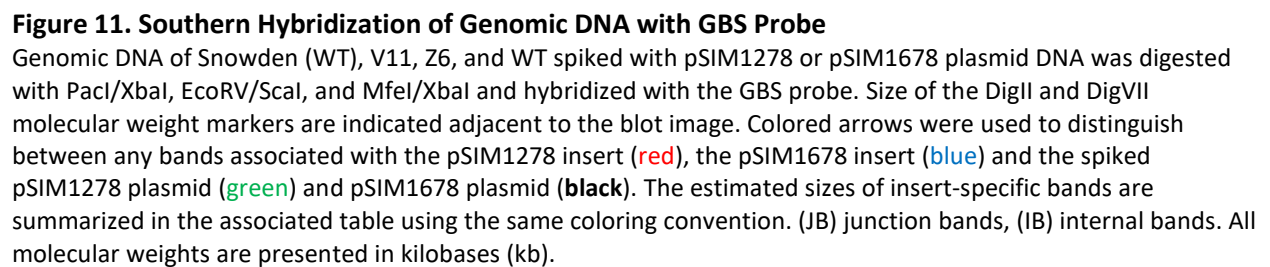 Figure 11. Southern Hybridization of Genomic DNA with GBS Probe
Genomic DNA of Snowden (WT), V11, Z6, and WT spiked with pSIM1278 or pSIM1678 plasmid DNA was digested
with PacI/XbaI, EcoRV/ScaI, and MfeI/XbaI and hybridized with the GBS probe. Size of the DigII and DigVII
molecular weight markers are indicated adjacent to the blot image. Colored arrows were used to distinguish
between any bands associated with the pSIM1278 insert (red), the pSIM1678 insert (blue) and the spiked
pSIM1278 plasmid (green) and pSIM1678 plasmid (black). The estimated sizes of insert-specific bands are
summarized in the associated table using the same coloring convention. (JB) junction bands, (IB) internal bands. All
molecular weights are presented in kilobases (kb).